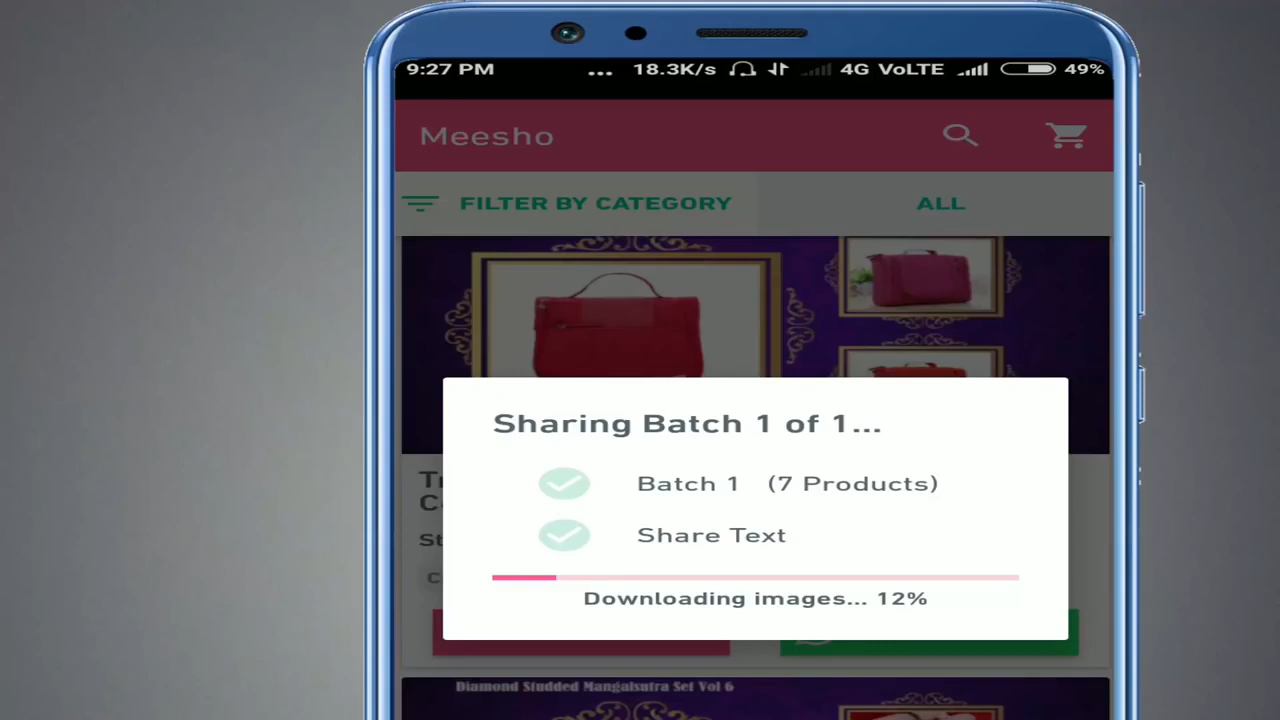 9:27 PM ... 18.3K/s 4G VoLTE 49%
Meesho
FILTER BY CATEGORY ALL
Sharing Batch 1 of 1...
Batch 1 (7 Products)
Share Text
Downloading images... 12%
Diamond Studded Mangalsutra Set Vol 6